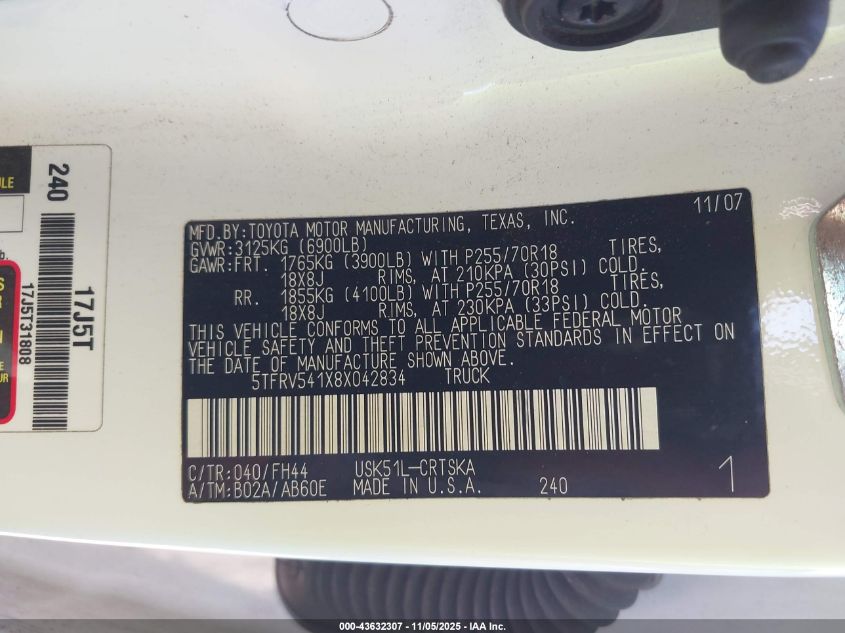 ULE
240
17J5T31808
17J5T
MFD.BY:TOYOTA MOTOR MANUFACTURING, TEXAS, INC. 11/07
GVWR:3125KG (6900LB)
GAWR:FRT. 1765KG (3900LB) WITH P255/70R18 TIRES,
18X8J RIMS, AT 210KPA (30PSI) COLD.
RR. 1855KG (4100LB) WITH P255/70R18 TIRES,
18X8J RIMS, AT 230KPA (33PSI) COLD.
THIS VEHICLE CONFORMS TO ALL APPLICABLE FEDERAL MOTOR
VEHICLE SAFETY AND THEFT PREVENTION STANDARDS IN EFFECT ON
THE DATE OF MANUFACTURE SHOWN ABOVE.
5TFRV541X8X042834 TRUCK
C/TR:040/FH44 USK51L-CRTSKA
A/TM:B02A/AB60E MADE IN U.S.A. 240 1
000-43632307 - 11/05/2025 - IAA Inc.